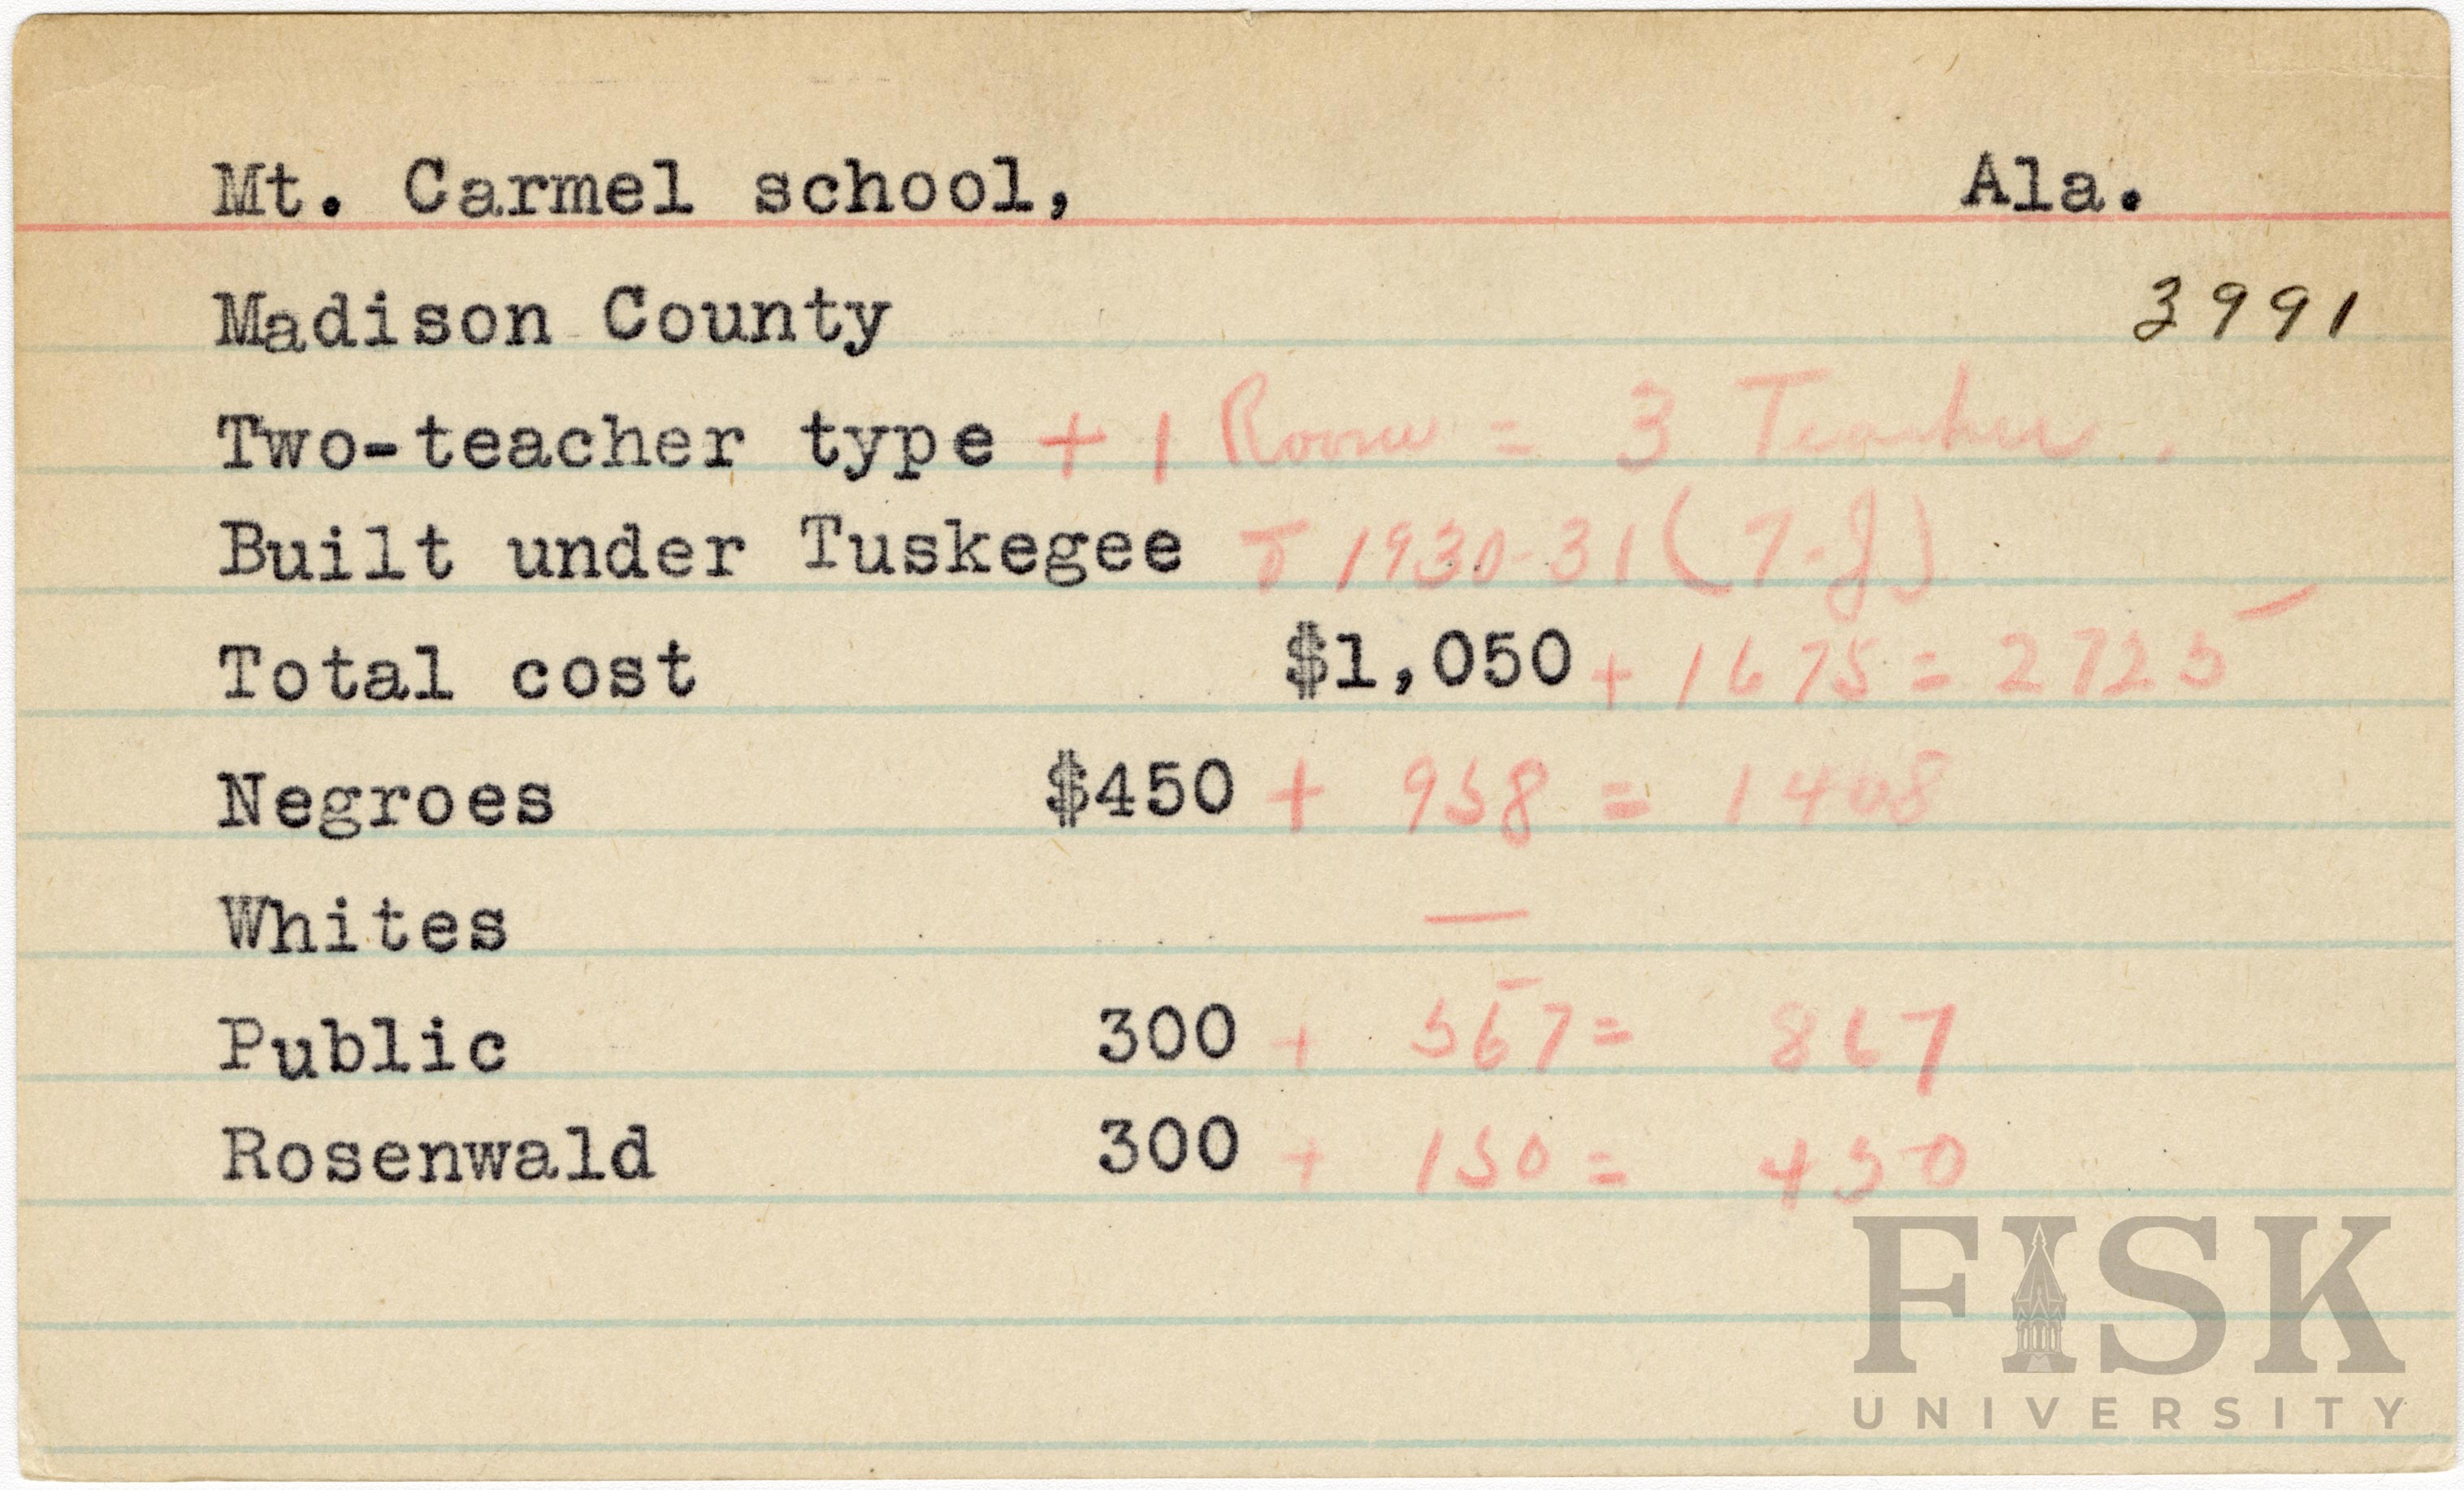 Mt. Carmel school, Ala.
Madison County 3991
Two-teacher type + 1 Room = 3 Teacher.
Built under Tuskegee & 1930-31 (7-J)
Total cost $1,050 + 1675 = 2725
Negroes $450 + 958 = 1408
Whites —
Public 300 + 567 = 867
Rosenwald 300 + 150 = 450
FISK
UNIVERSITY